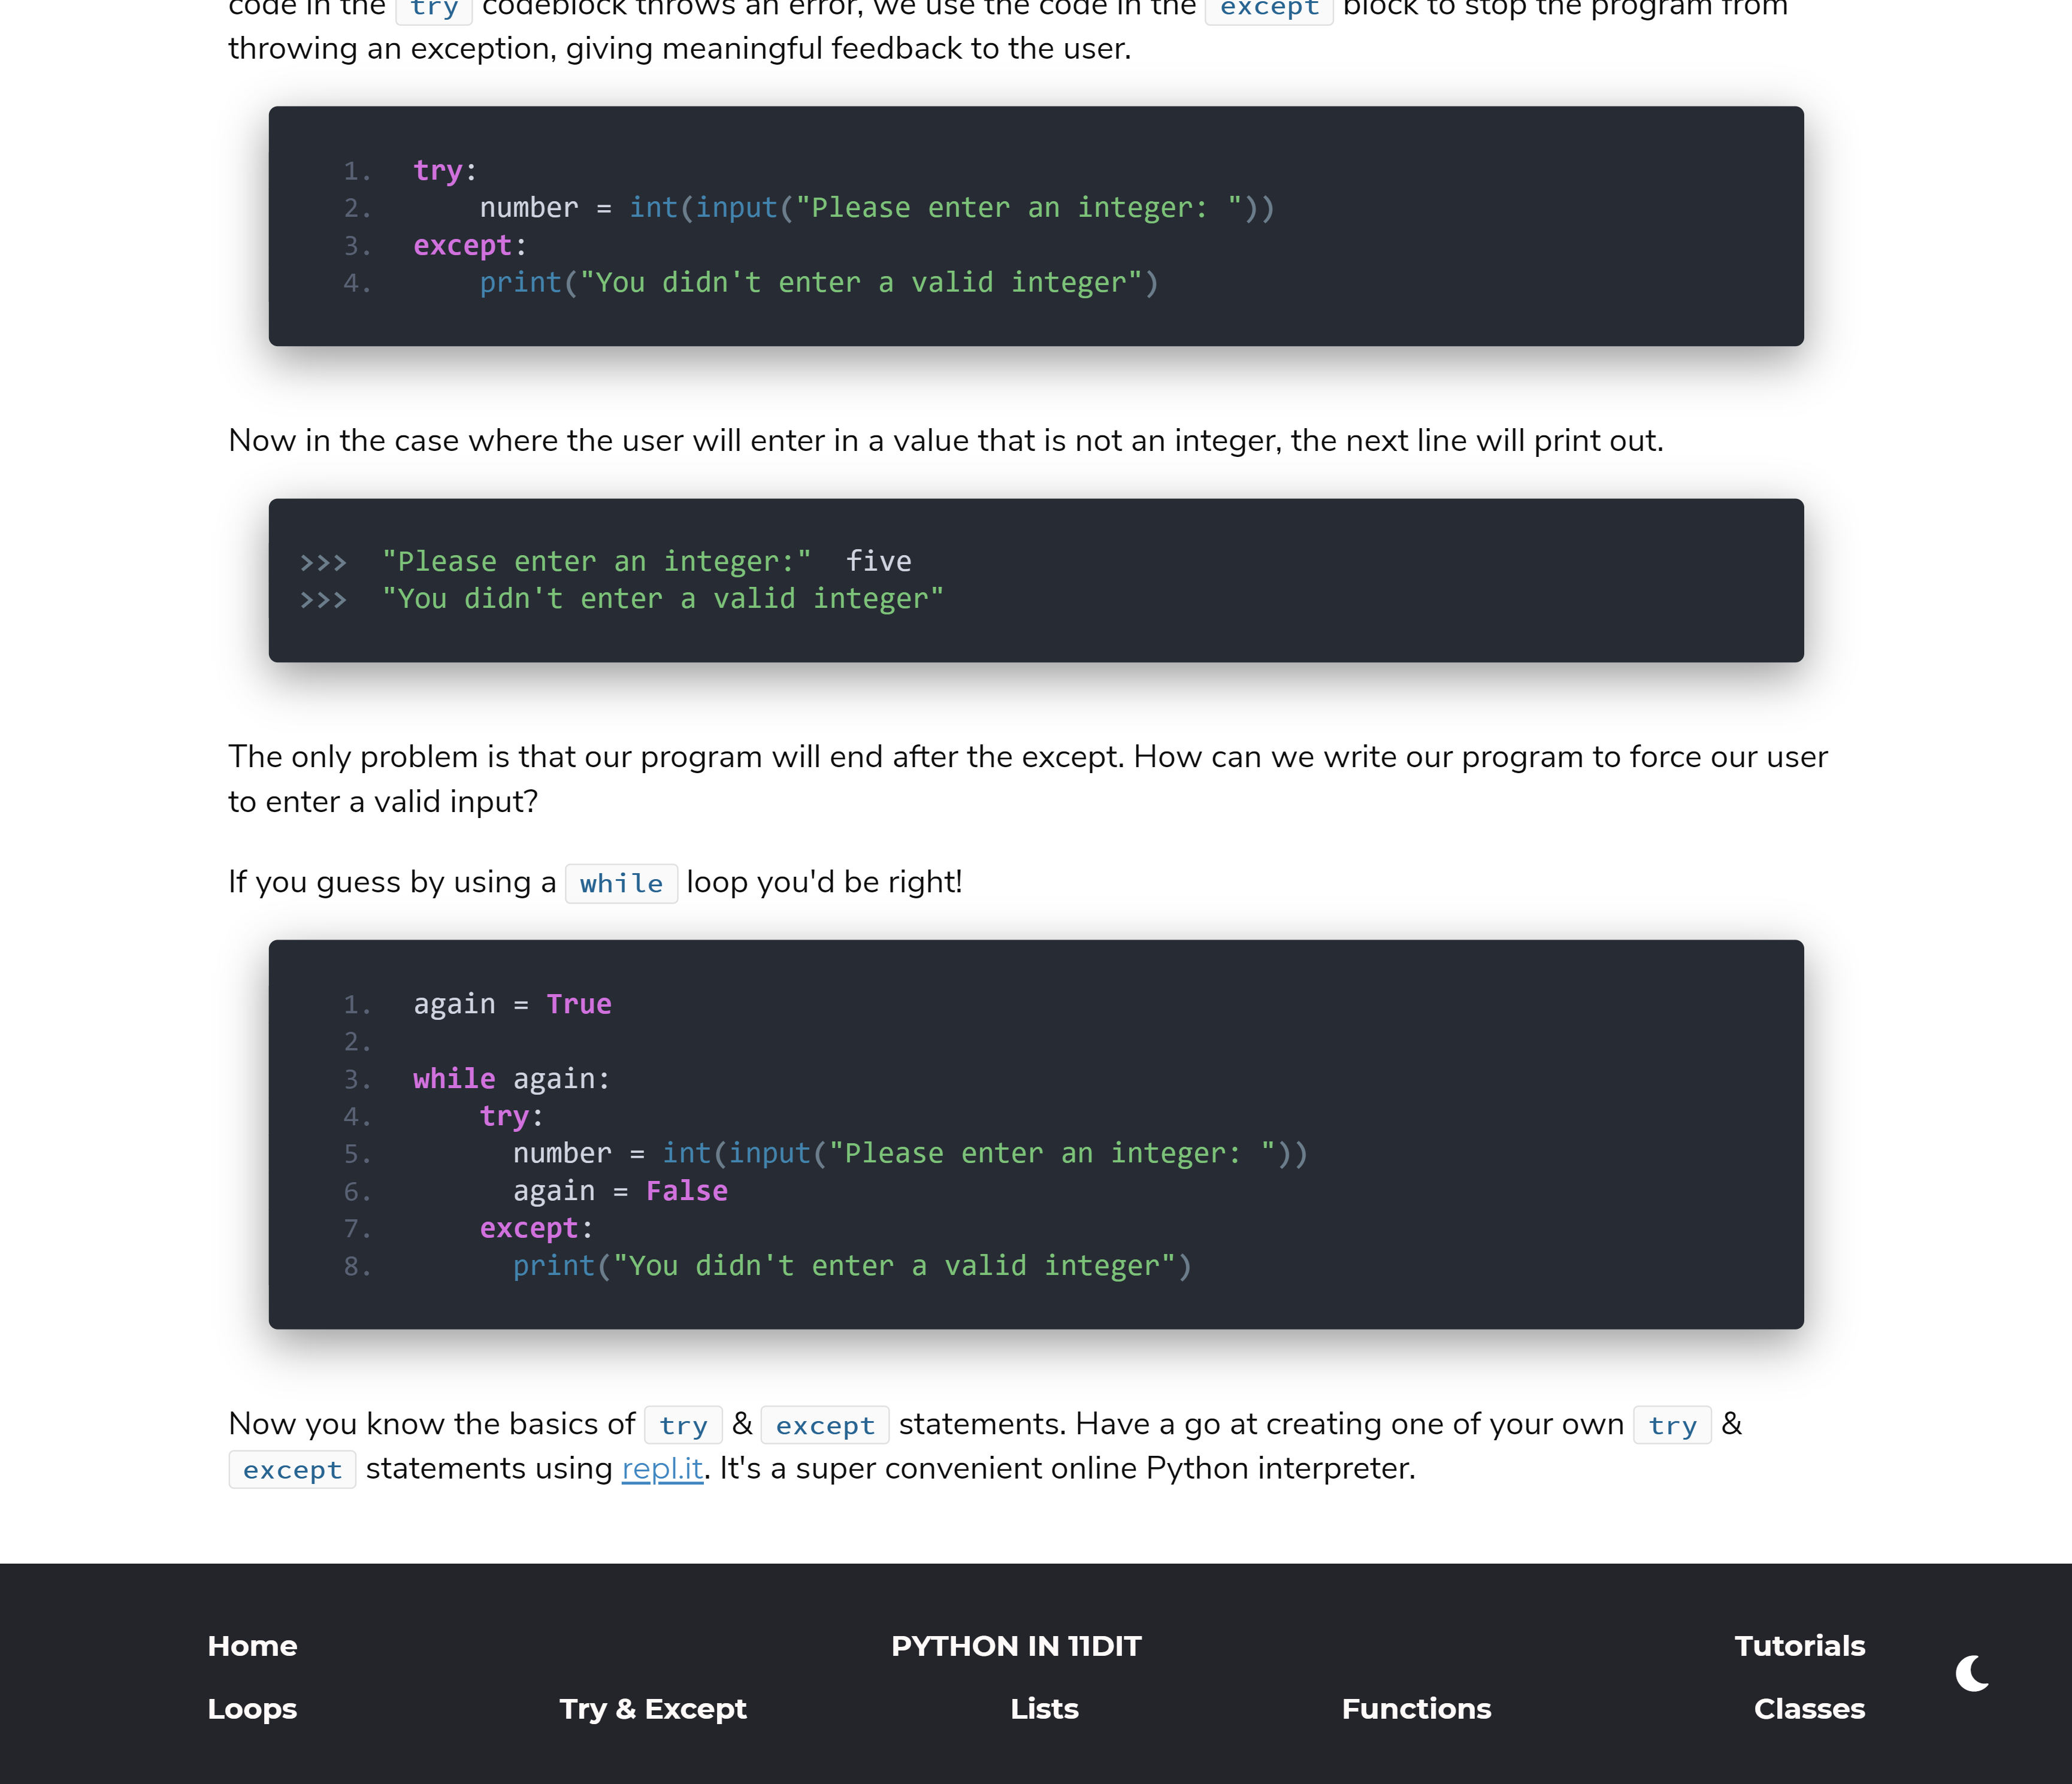 code in the try codeblock throws an error, we use the code in the except block to stop the program from
throwing an exception, giving meaningful feedback to the user.
1. try:
2.     number = int(input("Please enter an integer: "))
3. except:
4.     print("You didn't enter a valid integer")
Now in the case where the user will enter in a value that is not an integer, the next line will print out.
>>> "Please enter an integer:"  five
>>> "You didn't enter a valid integer"
The only problem is that our program will end after the except. How can we write our program to force our user
to enter a valid input?
If you guess by using a while loop you'd be right!
1. again = True
2.
3. while again:
4.     try:
5.       number = int(input("Please enter an integer: "))
6.       again = False
7.     except:
8.       print("You didn't enter a valid integer")
Now you know the basics of try & except statements. Have a go at creating one of your own try &
except statements using repl.it. It's a super convenient online Python interpreter.
Home PYTHON IN 11DIT Tutorials
Loops Try & Except Lists Functions Classes